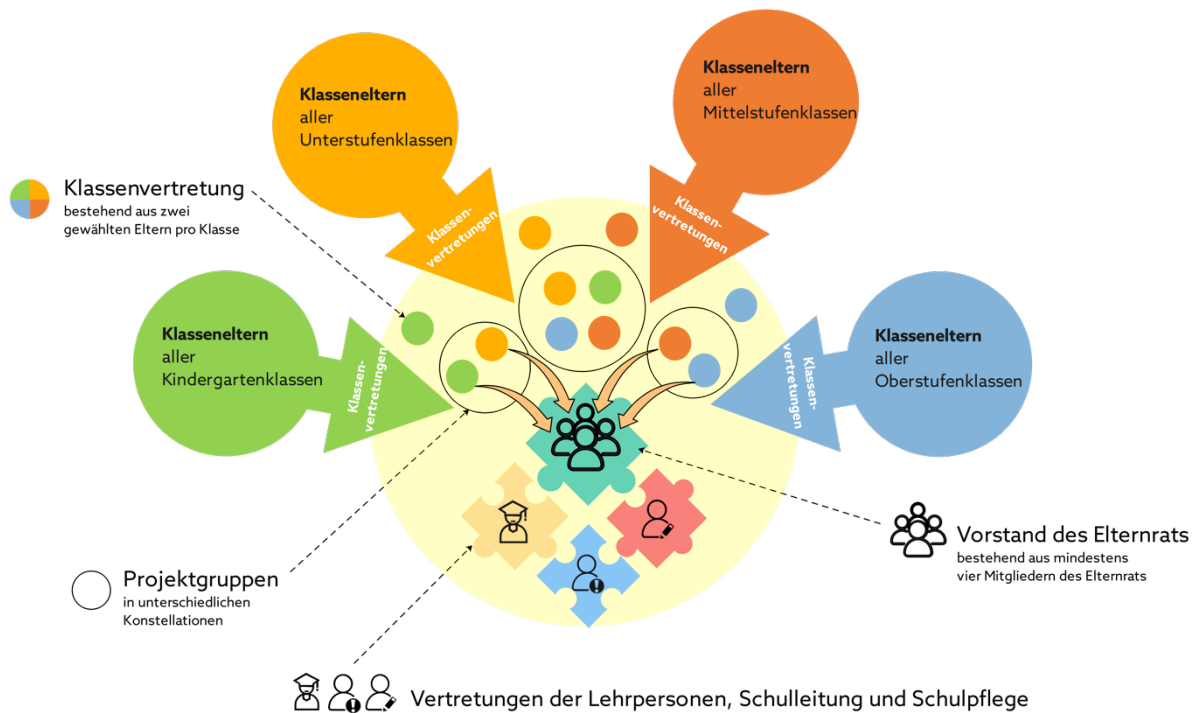 Klasseneltern
aller
Unterstufenklassen
Klasseneltern
aller
Mittelstufenklassen
Klassenvertretung
bestehend aus zwei
gewählten Eltern pro Klasse
Klassen-
vertretungen
Klassen-
vertretungen
Klasseneltern
aller
Kindergartenklassen
Klassen-
vertretungen
Klassen-
vertretungen
Klasseneltern
aller
Oberstufenklassen
Vorstand des Elternrats
bestehend aus mindestens
vier Mitgliedern des Elternrats
Projektgruppen
in unterschiedlichen
Konstellationen
Vertretungen der Lehrpersonen, Schulleitung und Schulpflege